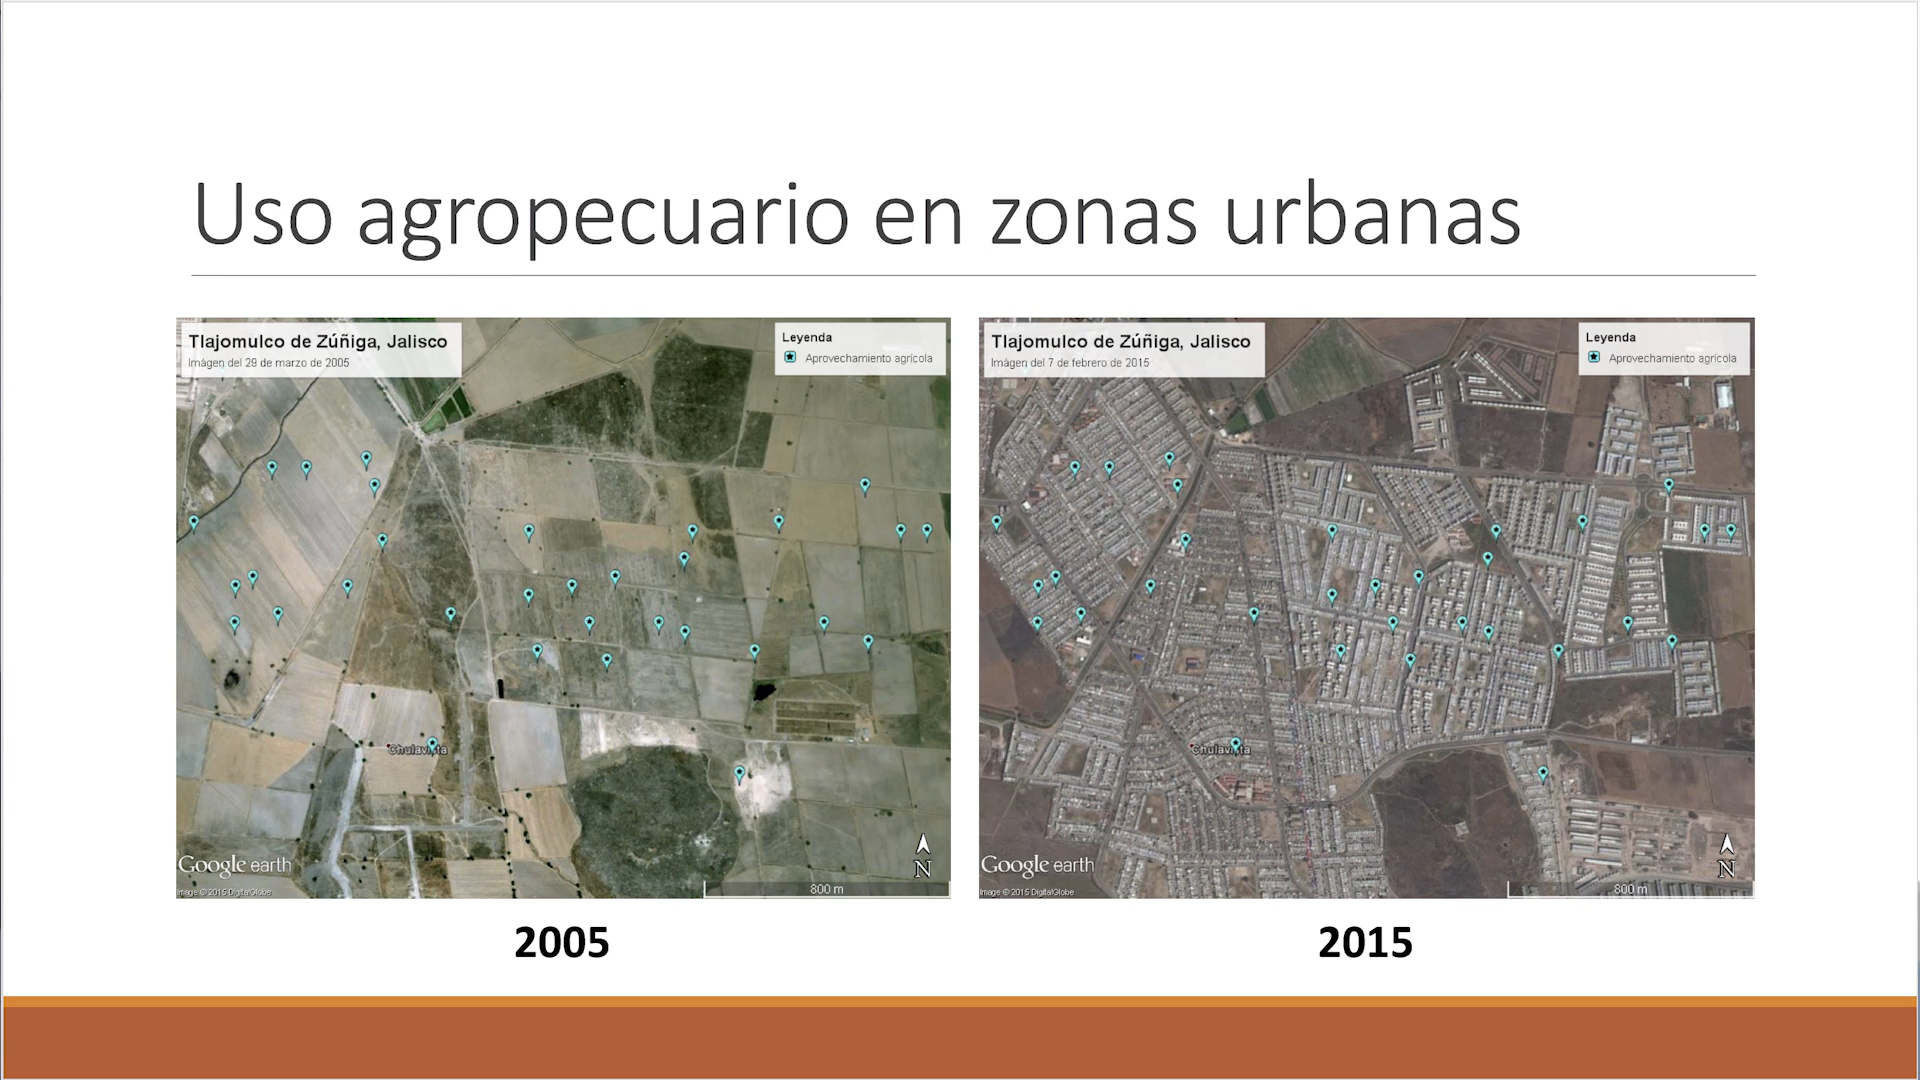 Uso agropecuario en zonas urbanas
Tlajomulco de Zúñiga, Jalisco
Imágen del 29 de marzo de 2005
Leyenda
Aprovechamiento agrícola
Chulavista
Google earth
Image © 2015 DigitalGlobe
800 m
N
2005
Tlajomulco de Zúñiga, Jalisco
Imágen del 7 de febrero de 2015
Leyenda
Aprovechamiento agrícola
Chulavista
Google earth
Image © 2015 DigitalGlobe
800 m
N
2015